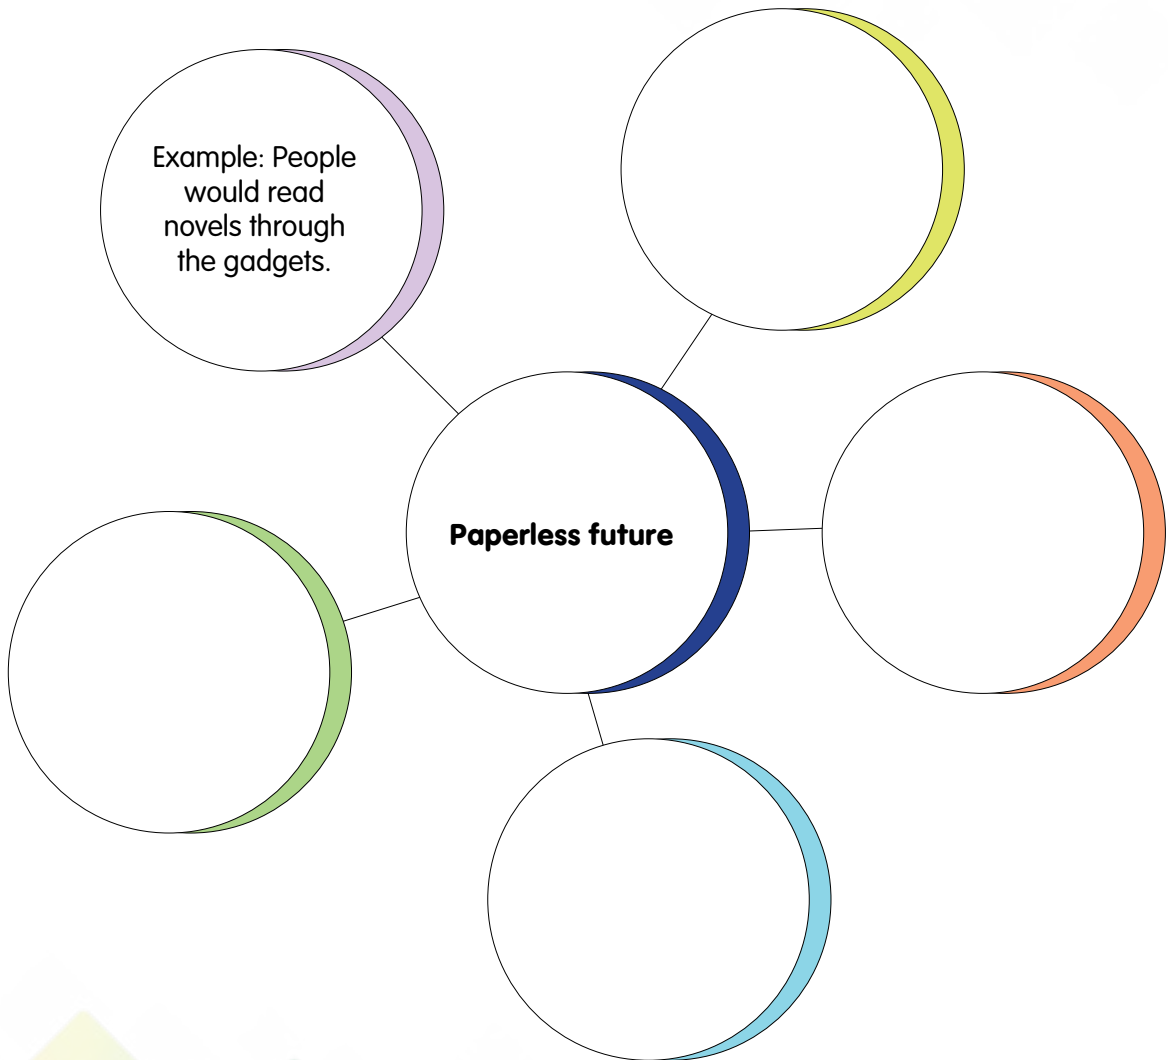 Example: People
would read
novels through
the gadgets.
Paperless future